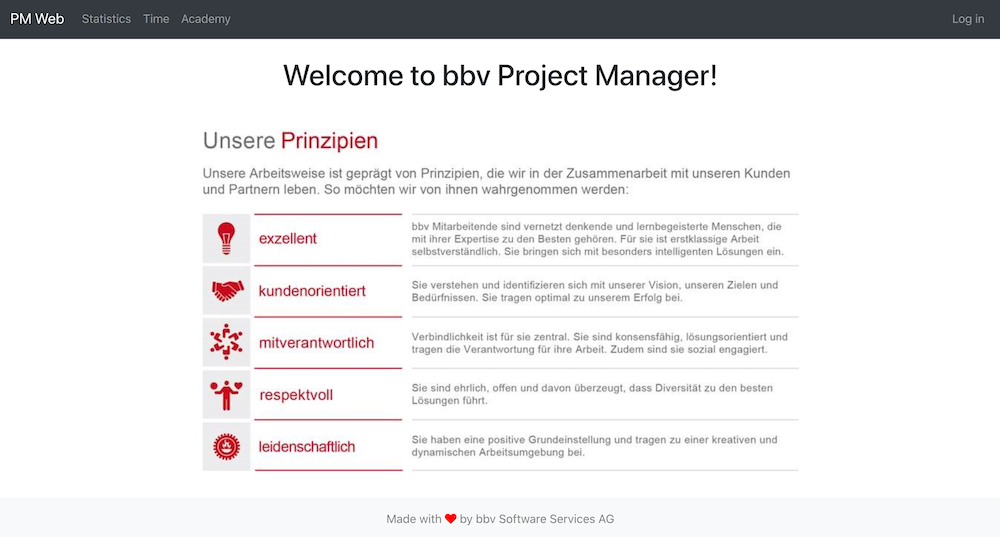 PM Web Statistics Time Academy Log in
Welcome to bbv Project Manager!
Unsere Prinzipien
Unsere Arbeitsweise ist geprägt von Prinzipien, die wir in der Zusammenarbeit mit unseren Kunden
und Partnern leben. So möchten wir von ihnen wahrgenommen werden:
exzellent
bbv Mitarbeitende sind vernetzt denkende und lernbegeisterte Menschen, die
mit ihrer Expertise zu den Besten gehören. Für sie ist erstklassige Arbeit
selbstverständlich. Sie bringen sich mit besonders intelligenten Lösungen ein.
kundenorientiert
Sie verstehen und identifizieren sich mit unserer Vision, unseren Zielen und
Bedürfnissen. Sie tragen optimal zu unserem Erfolg bei.
mitverantwortlich
Verbindlichkeit ist für sie zentral. Sie sind konsensfähig, lösungsorientiert und
tragen die Verantwortung für ihre Arbeit. Zudem sind sie sozial engagiert.
respektvoll
Sie sind ehrlich, offen und davon überzeugt, dass Diversität zu den besten
Lösungen führt.
leidenschaftlich
Sie haben eine positive Grundeinstellung und tragen zu einer kreativen und
dynamischen Arbeitsumgebung bei.
Made with ❤ by bbv Software Services AG